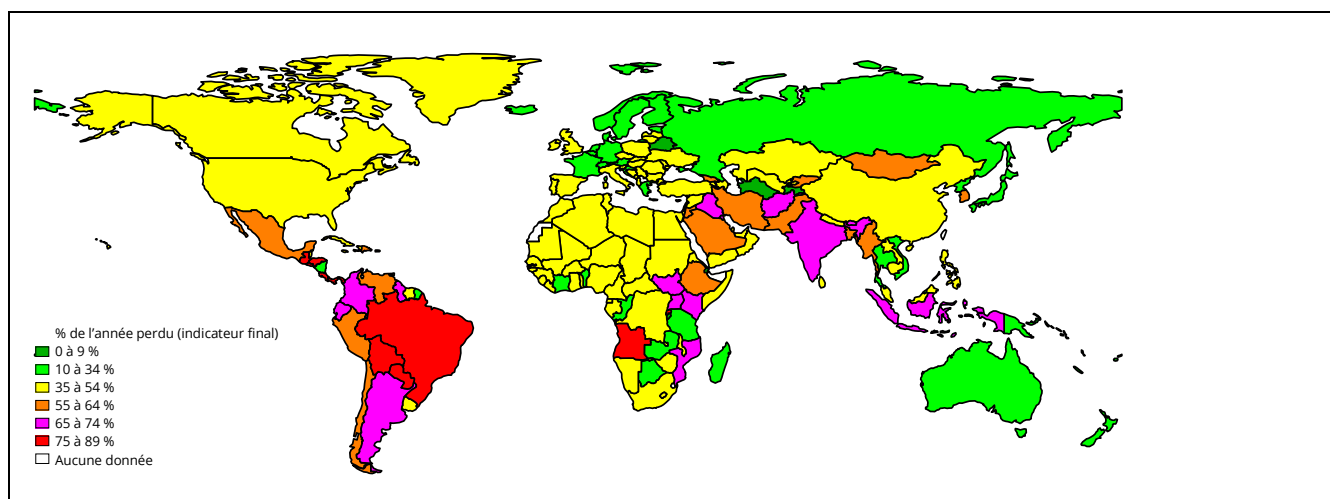 % de l'année perdu (indicateur final)
0 à 9 %
10 à 34 %
35 à 54 %
55 à 64 %
65 à 74 %
75 à 89 %
Aucune donnée